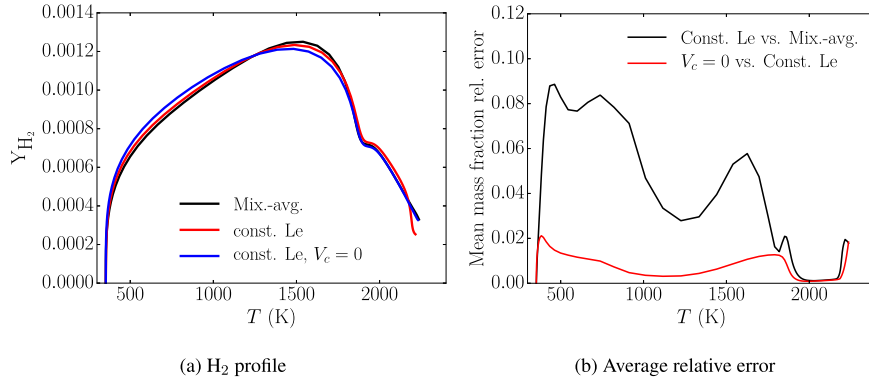 0.0014
0.0012
0.0010
0.0008
0.0006
0.0004
0.0002
0.0000
Y_{H_2}
Mix.-avg.
const. Le
const. Le, V_c = 0
500 1000 1500 2000
T (K)
(a) H_2 profile
0.12
0.10
0.08
0.06
0.04
0.02
0.00
Mean mass fraction rel. error
Const. Le vs. Mix.-avg.
V_c = 0 vs. Const. Le
500 1000 1500 2000
T (K)
(b) Average relative error